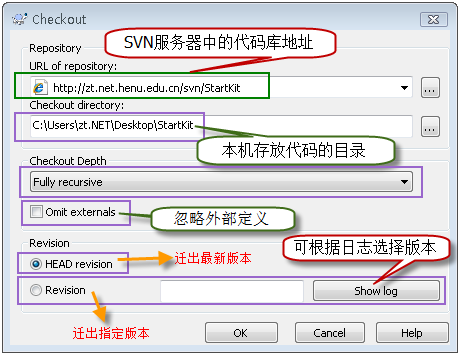 Checkout
Repository
SVN服务器中的代码库地址
URL of repository:
http://zt.net.henu.edu.cn/svn/StartKit
...
Checkout directory:
C:\Users\zt.NET\Desktop\StartKit
...
本机存放代码的目录
Checkout Depth
Fully recursive
Omit externals
忽略外部定义
Revision
可根据日志选择版本
HEAD revision
迁出最新版本
Revision
Show log
迁出指定版本
OK
Cancel
Help